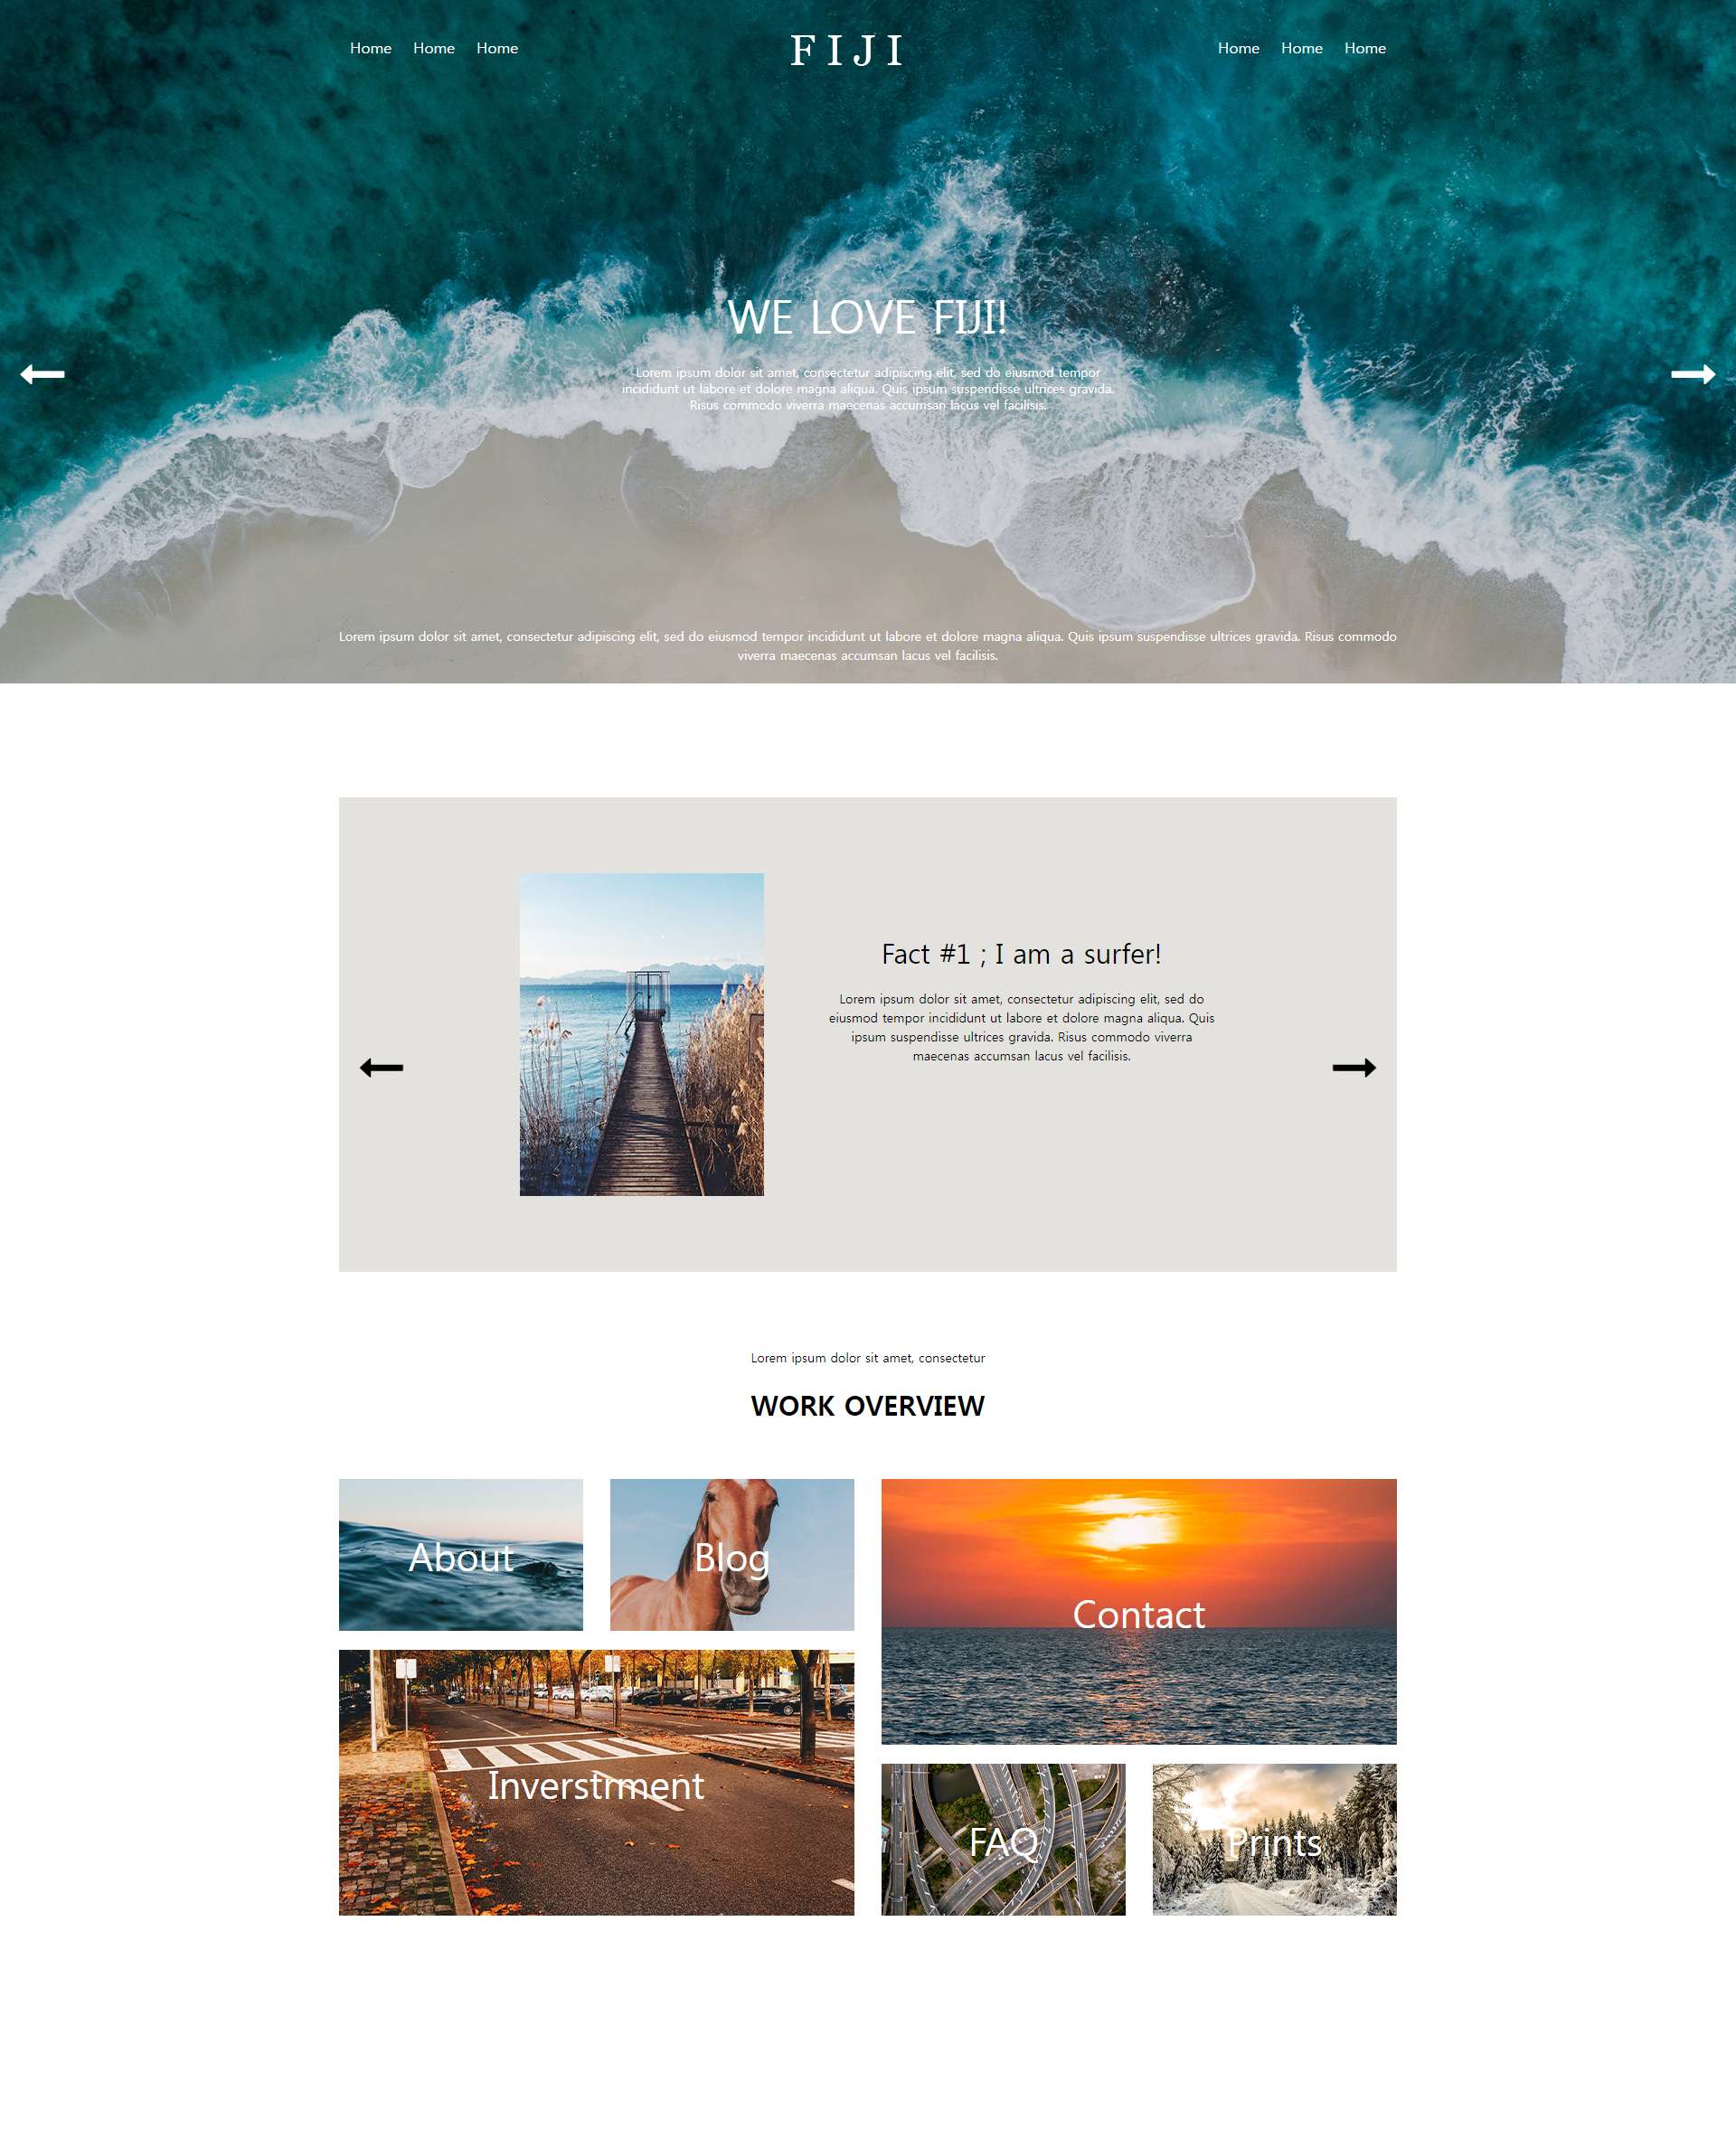 Home Home Home FIJI Home Home Home
WE LOVE FIJI!
Lorem ipsum dolor sit amet, consectetur adipiscing elit, sed do eiusmod tempor
incididunt ut labore et dolore magna aliqua. Quis ipsum suspendisse ultrices gravida.
Risus commodo viverra maecenas accumsan lacus vel facilisis.
Lorem ipsum dolor sit amet, consectetur adipiscing elit, sed do eiusmod tempor incididunt ut labore et dolore magna aliqua. Quis ipsum suspendisse ultrices gravida. Risus commodo
viverra maecenas accumsan lacus vel facilisis.
Fact #1 ; I am a surfer!
Lorem ipsum dolor sit amet, consectetur adipiscing elit, sed do
eiusmod tempor incididunt ut labore et dolore magna aliqua. Quis
ipsum suspendisse ultrices gravida. Risus commodo viverra
maecenas accumsan lacus vel facilisis.
Lorem ipsum dolor sit amet, consectetur
WORK OVERVIEW
About
Blog
Contact
Inverstment
FAQ
Prints